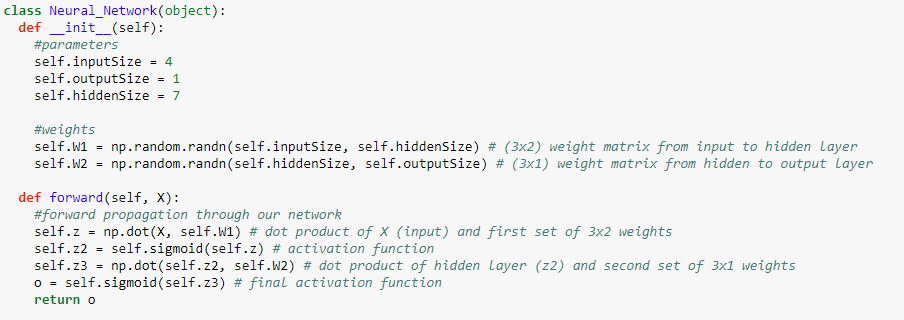 class Neural_Network(object):
  def __init__(self):
    #parameters
    self.inputSize = 4
    self.outputSize = 1
    self.hiddenSize = 7

    #weights
    self.W1 = np.random.randn(self.inputSize, self.hiddenSize) # (3x2) weight matrix from input to hidden layer
    self.W2 = np.random.randn(self.hiddenSize, self.outputSize) # (3x1) weight matrix from hidden to output layer

  def forward(self, X):
    #forward propagation through our network
    self.z = np.dot(X, self.W1) # dot product of X (input) and first set of 3x2 weights
    self.z2 = self.sigmoid(self.z) # activation function
    self.z3 = np.dot(self.z2, self.W2) # dot product of hidden layer (z2) and second set of 3x1 weights
    o = self.sigmoid(self.z3) # final activation function
    return o